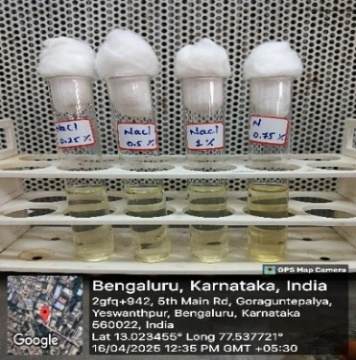 NaCl
0.25 %
NaCl
0.5 %
NaCl
1 %
N
0.75 %
GPS Map Camera
Bengaluru, Karnataka, India
2gfq+942, 5th Main Rd, Goraguntepalya,
Yeswanthpur, Bengaluru, Karnataka
560022, India
Lat 13.023455° Long 77.537721°
16/04/2025 12:35 PM GMT +05:30
Google